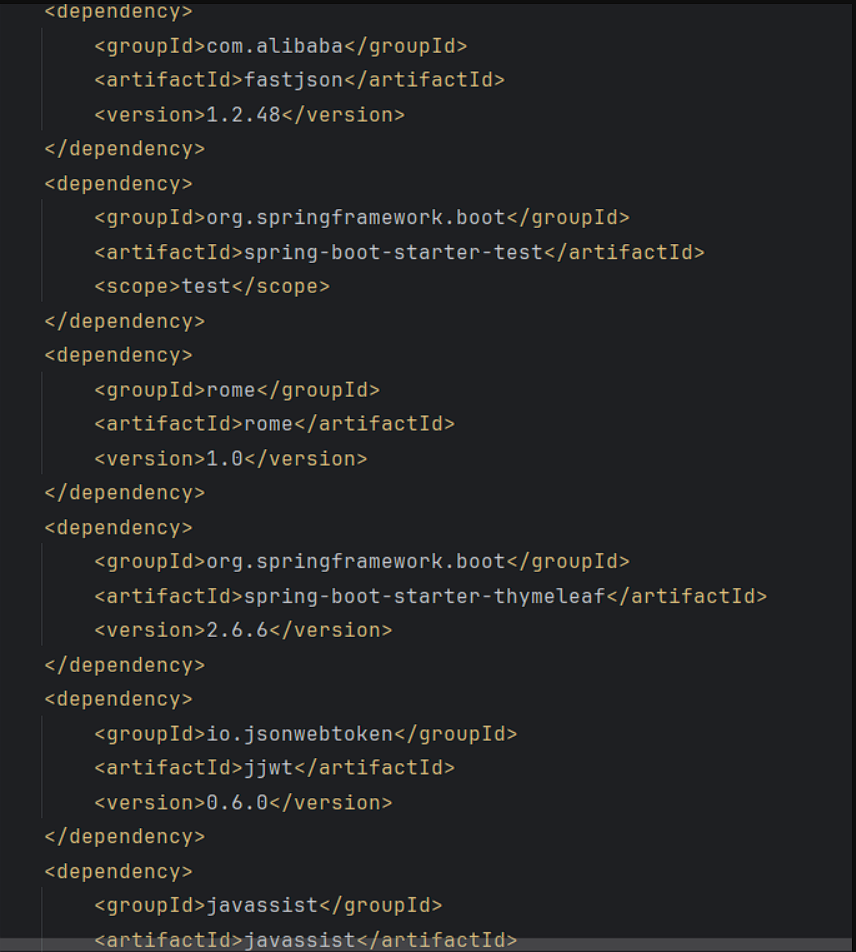 <dependency>
<groupId>com.alibaba</groupId>
<artifactId>fastjson</artifactId>
<version>1.2.48</version>
</dependency>
<dependency>
<groupId>org.springframework.boot</groupId>
<artifactId>spring-boot-starter-test</artifactId>
<scope>test</scope>
</dependency>
<dependency>
<groupId>rome</groupId>
<artifactId>rome</artifactId>
<version>1.0</version>
</dependency>
<dependency>
<groupId>org.springframework.boot</groupId>
<artifactId>spring-boot-starter-thymeleaf</artifactId>
<version>2.6.6</version>
</dependency>
<dependency>
<groupId>io.jsonwebtoken</groupId>
<artifactId>jjwt</artifactId>
<version>0.6.0</version>
</dependency>
<dependency>
<groupId>javassist</groupId>
<artifactId>javassist</artifactId>